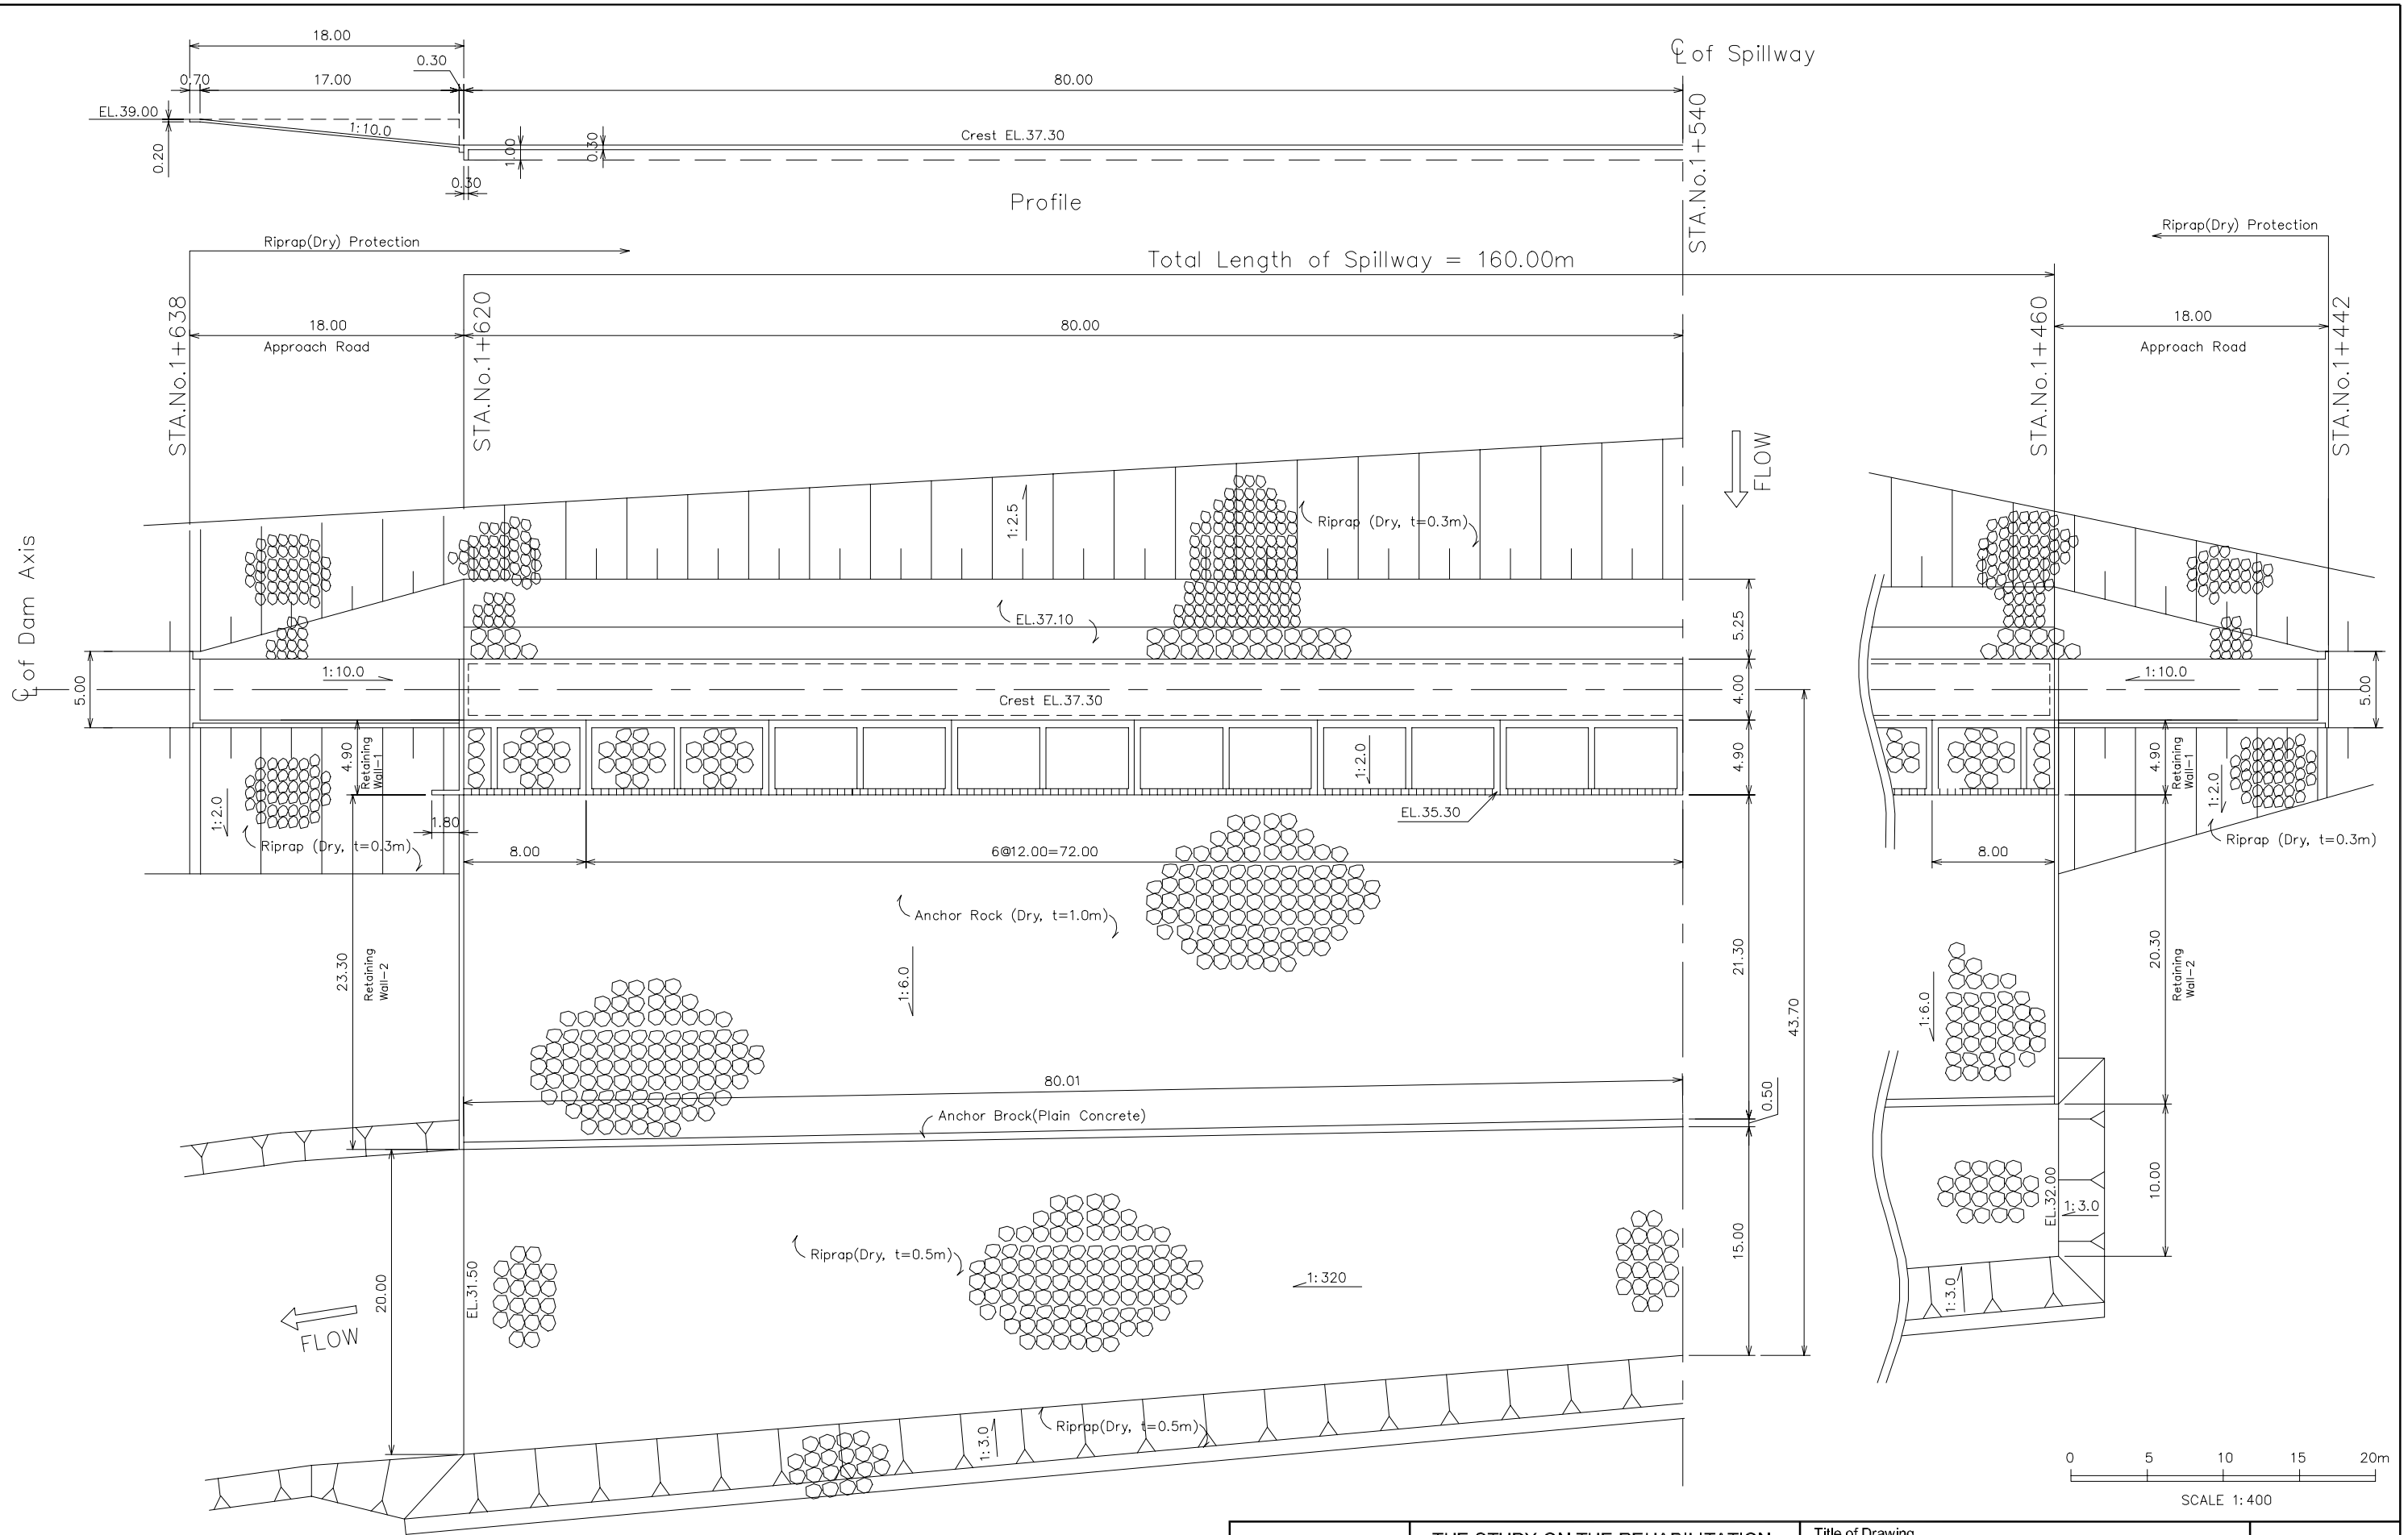 18.00
0.30
0.70
17.00
80.00
℄ of Spillway
EL.39.00
1:10.0
0.20
Crest EL.37.30
1.00
0.30
0.30
STA.No.1+540
Profile
Riprap(Dry) Protection
Riprap(Dry) Protection
Total Length of Spillway = 160.00m
STA.No.1+638
18.00
Approach Road
STA.No.1+620
80.00
STA.No.1+460
18.00
Approach Road
STA.No.1+442
FLOW
1:2.5
Riprap (Dry, t=0.3m)
℄ of Dam Axis
EL.37.10
5.25
5.00
1:10.0
Crest EL.37.30
4.00
1:10.0
5.00
4.90
Retaining
Wall-1
1:2.0
4.90
4.90
Retaining
Wall-1
1:2.0
1:2.0
EL.35.30
1.80
Riprap (Dry, t=0.3m)
Riprap (Dry, t=0.3m)
8.00
6@12.00=72.00
8.00
Anchor Rock (Dry, t=1.0m)
23.30
Retaining
Wall-2
1:6.0
21.30
43.70
1:6.0
20.30
Retaining
Wall-2
80.01
0.50
Anchor Brock(Plain Concrete)
20.00
EL.31.50
Riprap(Dry, t=0.5m)
1:320
15.00
EL.32.00
1:3.0
10.00
FLOW
1:3.0
Riprap(Dry, t=0.5m)
1:3.0
0 5 10 15 20m
SCALE 1:400
THE STUDY ON THE REHABILITATION
Title of Drawing